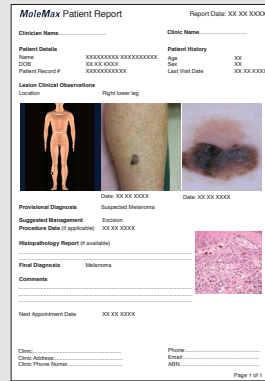 MoleMax Patient Report Report Date: XX XX XXXX
Clinician Name.......................... Clinic Name..........................
Patient Details Patient History
Name XXXXXXXXX XXXXXXXXXX Age XX
DOB XX XX XXXX Sex XX
Patient Record # XXXXXXXXXXX Last Visit Date XX XX XXXX
Lesion Clinical Observations
Location Right lower leg
Date: XX XX XXXX Date: XX XX XXXX
Provisional Diagnosis Suspected Melanoma
Suggested Management Excision
Procedure Date (if applicable) XX XX XXXX
Histopathology Report (if available)
Final Diagnosis Melanoma
Comments
Next Appointment Date XX XX XXXX
Clinic:.......................... Phone:..........................
Clinic Address:.......................... Email:..........................
Clinic Phone Numer.......................... ABN..........................
Page 1 of 1